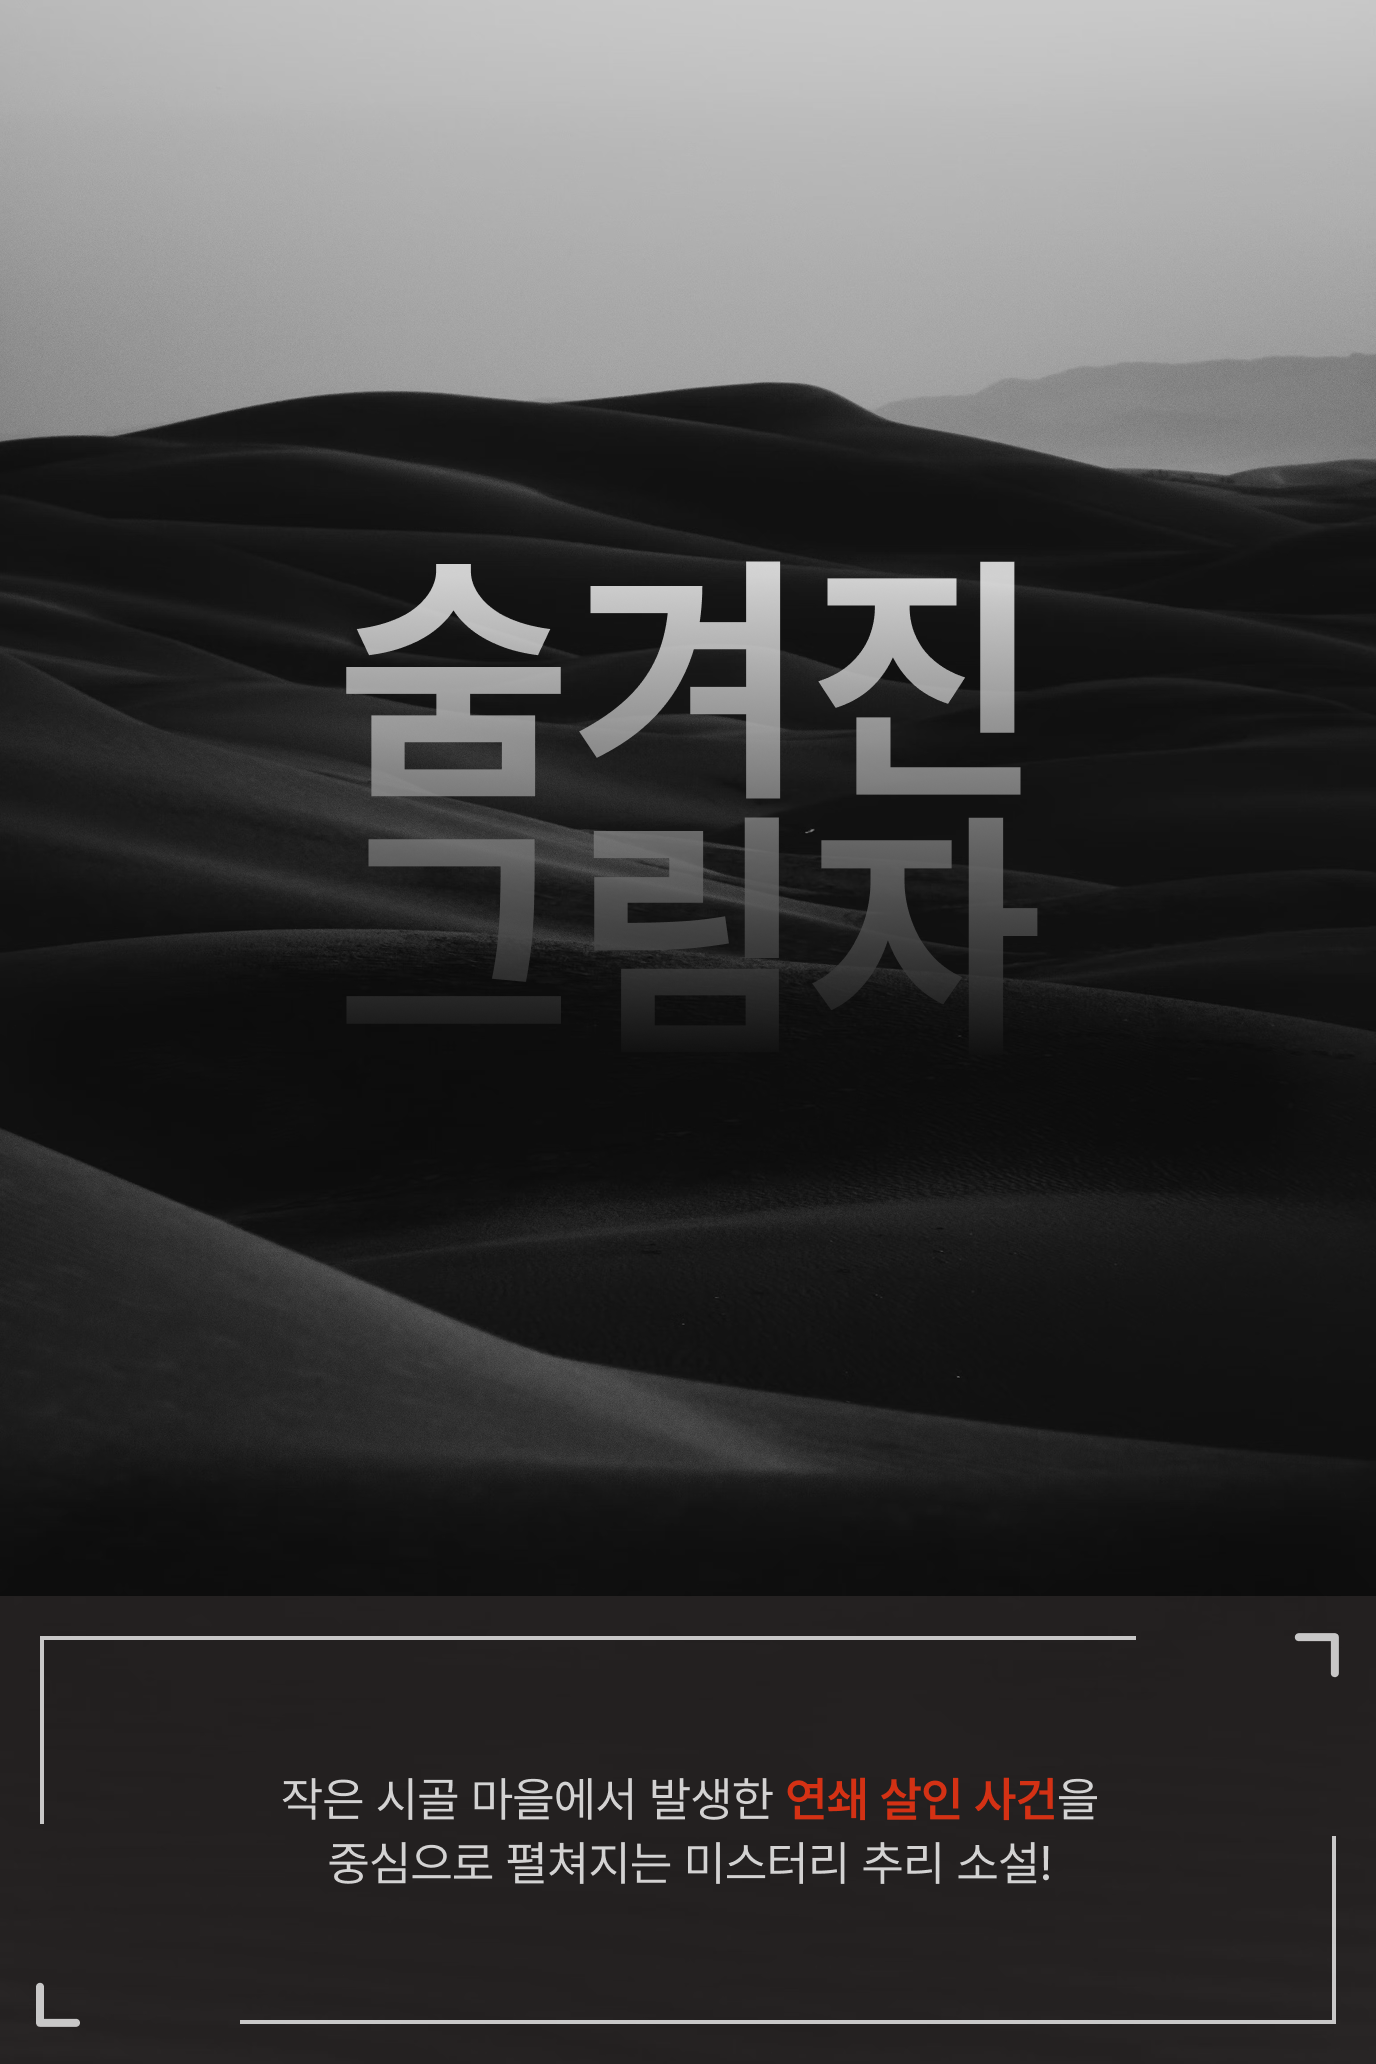 숨겨진
그림자
작은 시골 마을에서 발생한 연쇄 살인 사건을
중심으로 펼쳐지는 미스터리 추리 소설!